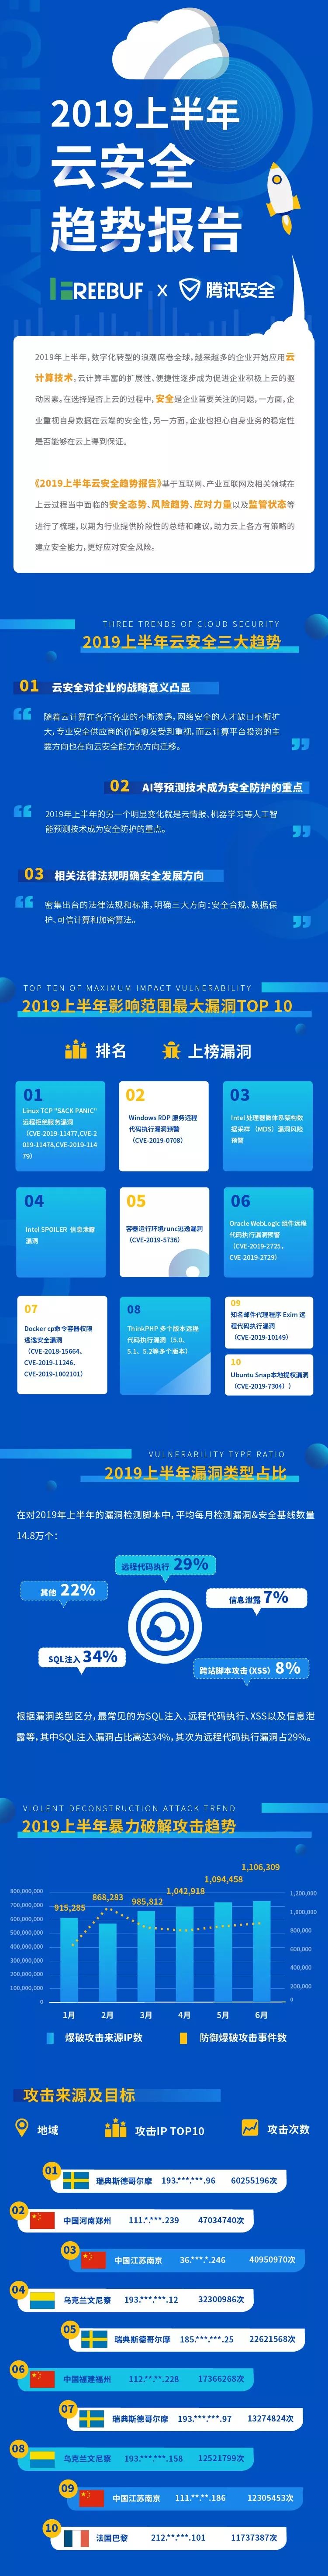 2019上半年
云安全
趋势报告
FREEBUF X 腾讯安全
2019年上半年,数字化转型的浪潮席卷全球,越来越多的企业开始应用云
计算技术,云计算丰富的扩展性、便捷性逐步成为促进企业积极上云的驱
动因素。在选择是否上云的过程中,安全是企业首要关注的问题,一方面,企
业重视自身数据在云端的安全性,另一方面,企业也担心自身业务的稳定性
是否能够在云上得到保证。
《2019上半年云安全趋势报告》基于互联网、产业互联网及相关领域在
上云过程当中面临的安全态势、风险趋势、应对力量以及监管状态等
进行了梳理,以期为行业提供阶段性的总结和建议,助力云上各方有策略的
建立安全能力,更好应对安全风险。
THREE TRENDS OF ClOUD SECURITY
2019上半年云安全三大趋势
01 云安全对企业的战略意义凸显
随着云计算在各行各业的不断渗透,网络安全的人才缺口不断扩
大,专业安全供应商的价值愈发受到重视,而云计算平台投资的主
要方向也在向云安全能力的方向迁移。
02 AI等预测技术成为安全防护的重点
2019年上半年的另一个明显变化就是云情报、机器学习等人工智
能预测技术成为安全防护的重点。
03 相关法律法规明确安全发展方向
密集出台的法律法规和标准,明确三大方向:安全合规、数据保
护、可信计算和加密算法。
TOP TEN OF MAXIMUM IMPACT VULNERABILITY
2019上半年影响范围最大漏洞TOP 10
排名 上榜漏洞
01
Linux TCP "SACK PANIC"
远程拒绝服务漏洞
(CVE-2019-11477,CVE-2
019-11478,CVE-2019-114
79)
02
Windows RDP 服务远程
代码执行漏洞预警
(CVE-2019-0708)
03
Intel 处理器微体系架构数
据采样 (MDS) 漏洞风险
预警
04
Intel SPOILER 信息泄露
漏洞
05
容器运行环境runc逃逸漏洞
(CVE-2019-5736)
06
Oracle WebLogic 组件远程
代码执行漏洞预警
(CVE-2019-2725,
CVE-2019-2729)
07
Docker cp命令容器权限
逃逸安全漏洞
(CVE-2018-15664、
CVE-2019-11246、
CVE-2019-1002101)
08
ThinkPHP 多个版本远程
代码执行漏洞 (5.0、
5.1、5.2等多个版本)
09
知名邮件代理程序 Exim 远
程代码执行漏洞
(CVE-2019-10149)
10
Ubuntu Snap本地提权漏洞
(CVE-2019-7304) )
VULNERABILITY TYPE RATIO
2019上半年漏洞类型占比
在对2019年上半年的漏洞检测脚本中,平均每月检测漏洞&安全基线数量
14.8万个:
远程代码执行 29%
其他 22%
信息泄露 7%
SQL注入 34%
跨站脚本攻击(XSS) 8%
根据漏洞类型区分,最常见的为SQL注入、远程代码执行、XSS以及信息泄
露等,其中SQL注入漏洞占比高达34%,其次为远程代码执行漏洞占29%。
VIOLENT DECONSTRUCTION ATTACK TREND
2019上半年暴力破解攻击趋势
1,106,309
1,094,458
1,042,918
985,812
868,283
915,285
800,000,000
700,000,000
600,000,000
500,000,000
400,000,000
300,000,000
200,000,000
100,000,000
0
1,200,000
1,000,000
800,000
600,000
400,000
200,000
0
1月 2月 3月 4月 5月 6月
爆破攻击来源IP数 防御爆破攻击事件数
攻击来源及目标
地域 攻击IP TOP10 攻击次数
01 瑞典斯德哥尔摩 193.***.***.96 60255196次
02 中国河南郑州 111.*.***.239 47034740次
03 中国江苏南京 36.***.*.246 40950970次
04 乌克兰文尼察 193.***.***.12 32300986次
05 瑞典斯德哥尔摩 185.***.***.25 22621568次
06 中国福建福州 112.**.**.228 17366268次
07 瑞典斯德哥尔摩 193.***.***.97 13274824次
08 乌克兰文尼察 193.***.***.158 12521799次
09 中国江苏南京 111.**.**.186 12305453次
10 法国巴黎 212.**.***.101 11737387次